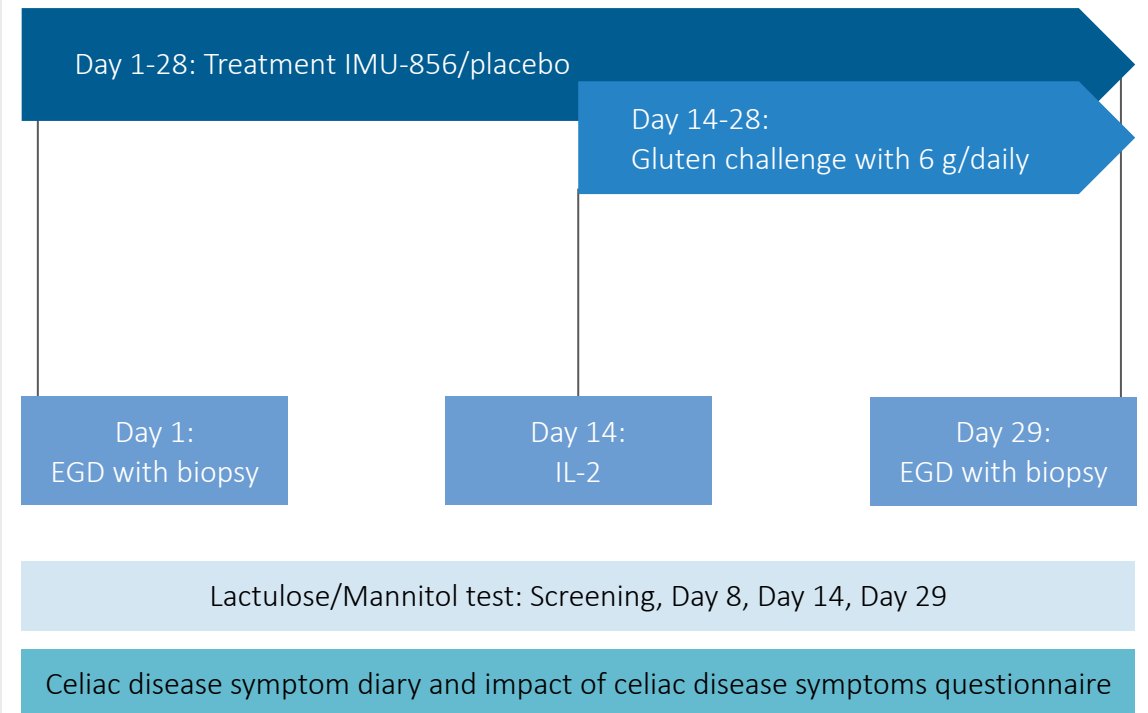 Day 1-28: Treatment IMU-856/placebo
Day 14-28:
Gluten challenge with 6 g/daily
Day 1:
EGD with biopsy
Day 14:
IL-2
Day 29:
EGD with biopsy
Lactulose/Mannitol test: Screening, Day 8, Day 14, Day 29
Celiac disease symptom diary and impact of celiac disease symptoms questionnaire